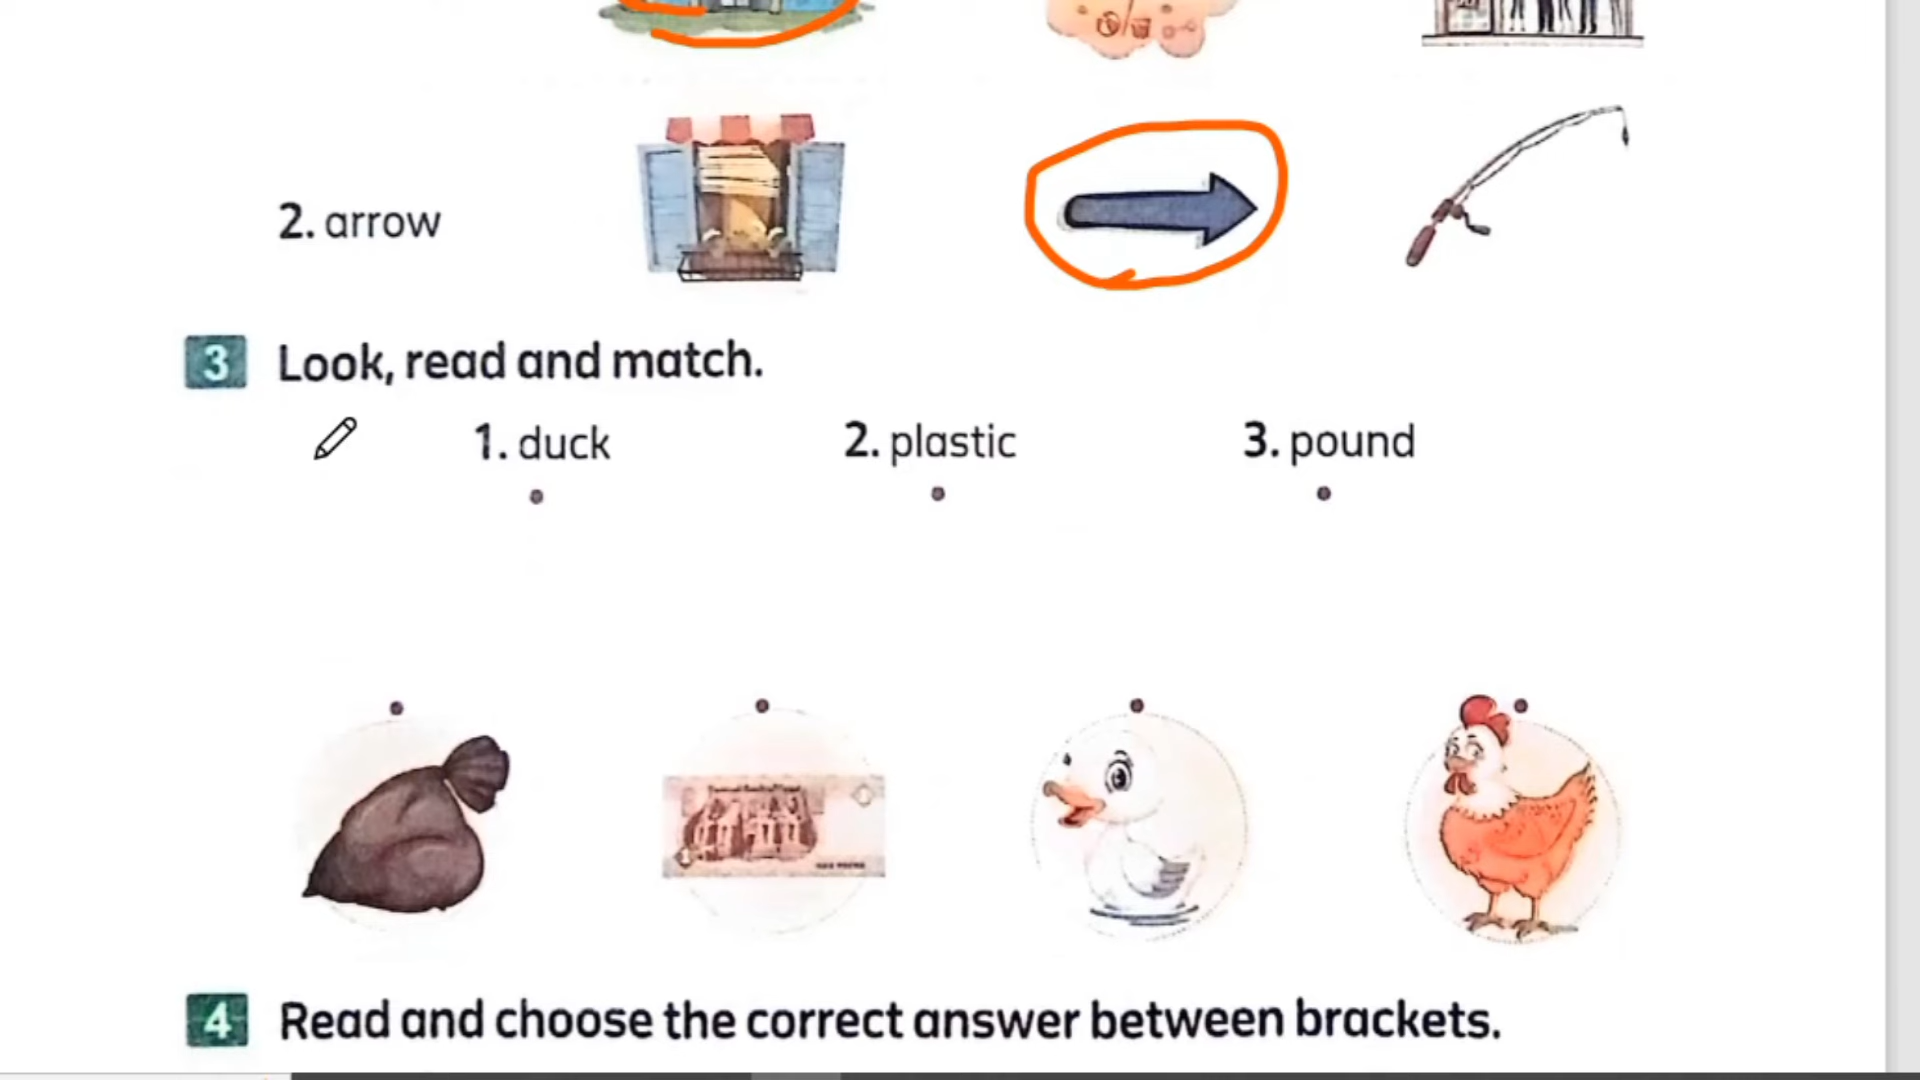 2. arrow
3 Look, read and match.
1. duck 2. plastic 3. pound
4 Read and choose the correct answer between brackets.